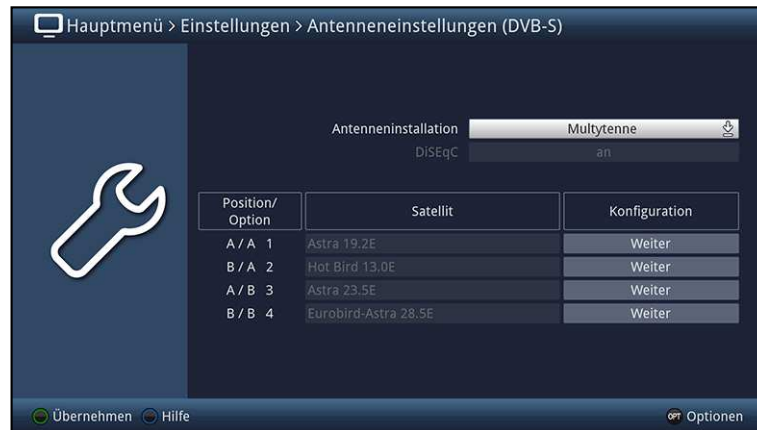 Hauptmenü > Einstellungen > Antenneneinstellungen (DVB-S)
Antenneninstallation Multytenne
DiSEqC an
Position/ Option Satellit Konfiguration
A / A 1 Astra 19.2E Weiter
B / A 2 Hot Bird 13.0E Weiter
A / B 3 Astra 23.5E Weiter
B / B 4 Eurobird-Astra 28.5E Weiter
Übernehmen Hilfe OPT Optionen